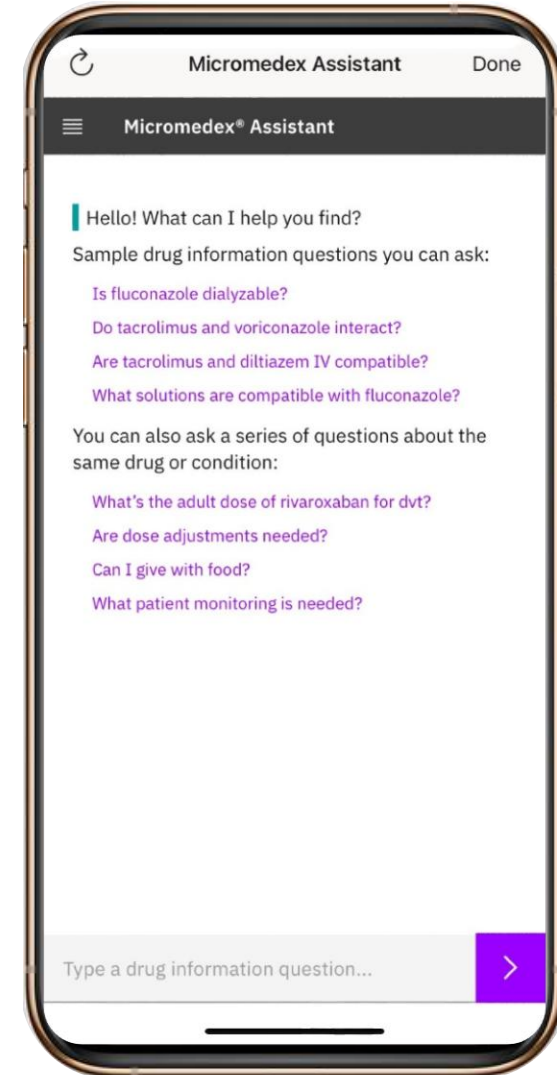 Micromedex Assistant Done
Micromedex® Assistant
Hello! What can I help you find?
Sample drug information questions you can ask:
Is fluconazole dialyzable?
Do tacrolimus and voriconazole interact?
Are tacrolimus and diltiazem IV compatible?
What solutions are compatible with fluconazole?
You can also ask a series of questions about the
same drug or condition:
What's the adult dose of rivaroxaban for dvt?
Are dose adjustments needed?
Can I give with food?
What patient monitoring is needed?
Type a drug information question...